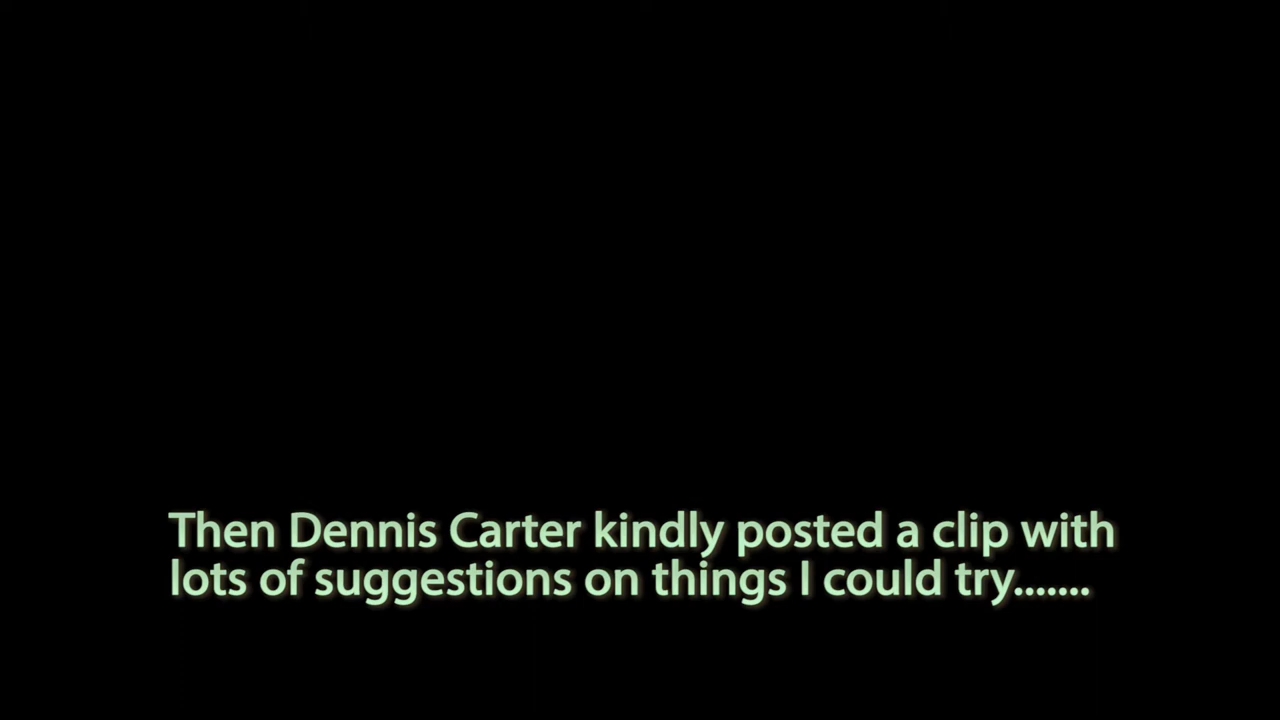 Then Dennis Carter kindly posted a clip with
lots of suggestions on things I could try.......